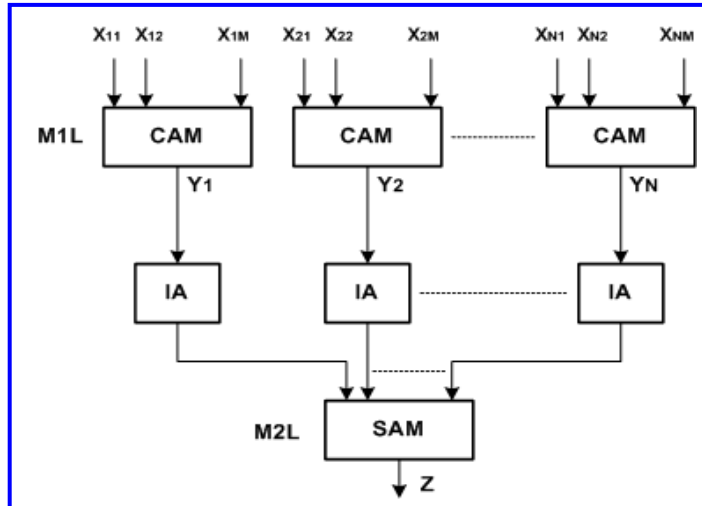 X11 X12 X1M X21 X22 X2M XN1 XN2 XNM
M1L CAM CAM CAM
Y1 Y2 YN
IA IA IA
M2L SAM
Z